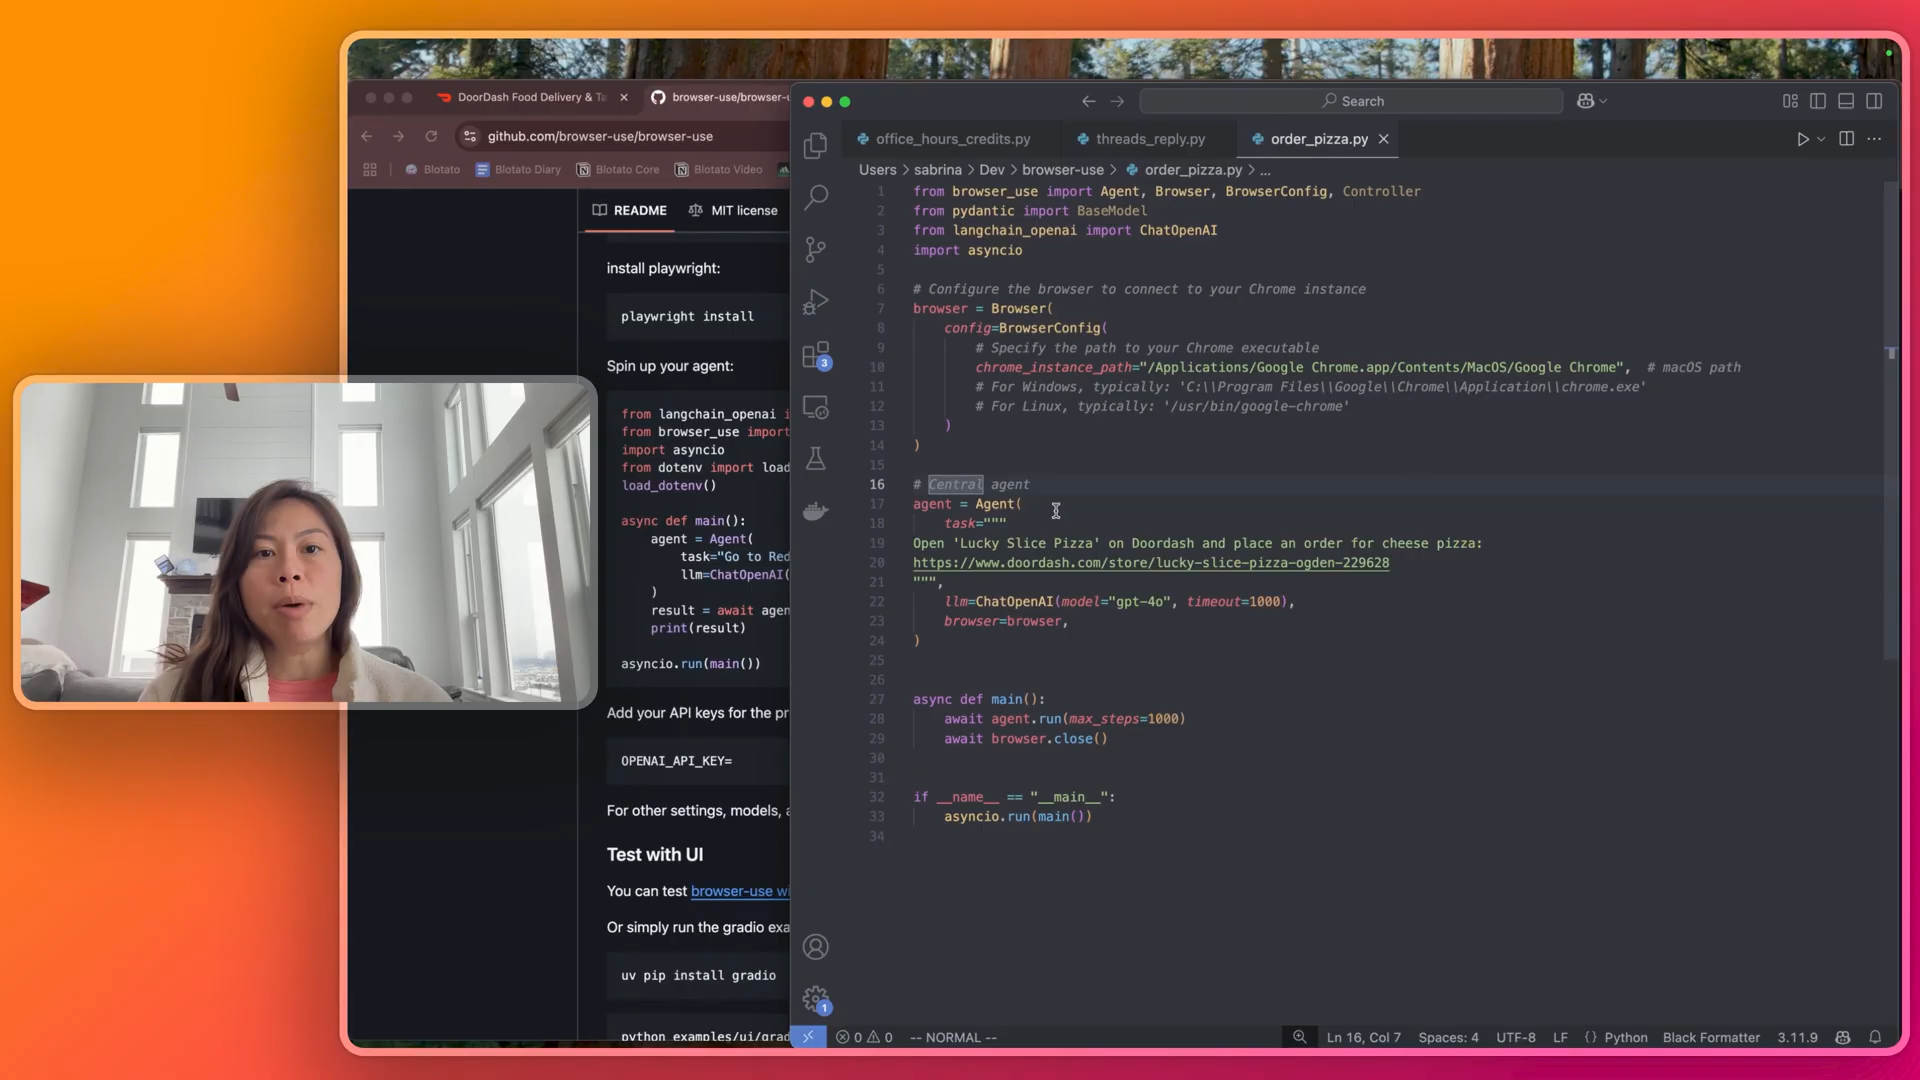 DoorDash Food Delivery & Ta
browser-use/browser-u
github.com/browser-use/browser-use
Blotato
Blotato Diary
Blotato Core
Blotato Video
README
MIT license
install playwright:
playwright install
Spin up your agent:
from langchain_openai i
from browser_use import
import asyncio
from dotenv import load
load_dotenv()
async def main():
agent = Agent(
task="Go to Red
llm=ChatOpenAI(
)
result = await agen
print(result)
asyncio.run(main())
Add your API keys for the pr
OPENAI_API_KEY=
For other settings, models, a
Test with UI
You can test browser-use wi
Or simply run the gradio exa
uv pip install gradio
python examples/ui/grad
Search
office_hours_credits.py
threads_reply.py
order_pizza.py
Users > sabrina > Dev > browser-use > order_pizza.py > ...
1 from browser_use import Agent, Browser, BrowserConfig, Controller
2 from pydantic import BaseModel
3 from langchain_openai import ChatOpenAI
4 import asyncio
5
6 # Configure the browser to connect to your Chrome instance
7 browser = Browser(
8 config=BrowserConfig(
9 # Specify the path to your Chrome executable
10 chrome_instance_path="/Applications/Google Chrome.app/Contents/MacOS/Google Chrome", # macOS path
11 # For Windows, typically: 'C:\\Program Files\\Google\\Chrome\\Application\\chrome.exe'
12 # For Linux, typically: '/usr/bin/google-chrome'
13 )
14 )
15
16 # Central agent
17 agent = Agent(
18 task="""
19 Open 'Lucky Slice Pizza' on Doordash and place an order for cheese pizza:
20 https://www.doordash.com/store/lucky-slice-pizza-ogden-229628
21 """,
22 llm=ChatOpenAI(model="gpt-4o", timeout=1000),
23 browser=browser,
24 )
25
26
27 async def main():
28 await agent.run(max_steps=1000)
29 await browser.close()
30
31
32 if __name__ == "__main__":
33 asyncio.run(main())
34
3
1
0 0 -- NORMAL --
Ln 16, Col 7
Spaces: 4
UTF-8
LF
{ } Python
Black Formatter
3.11.9